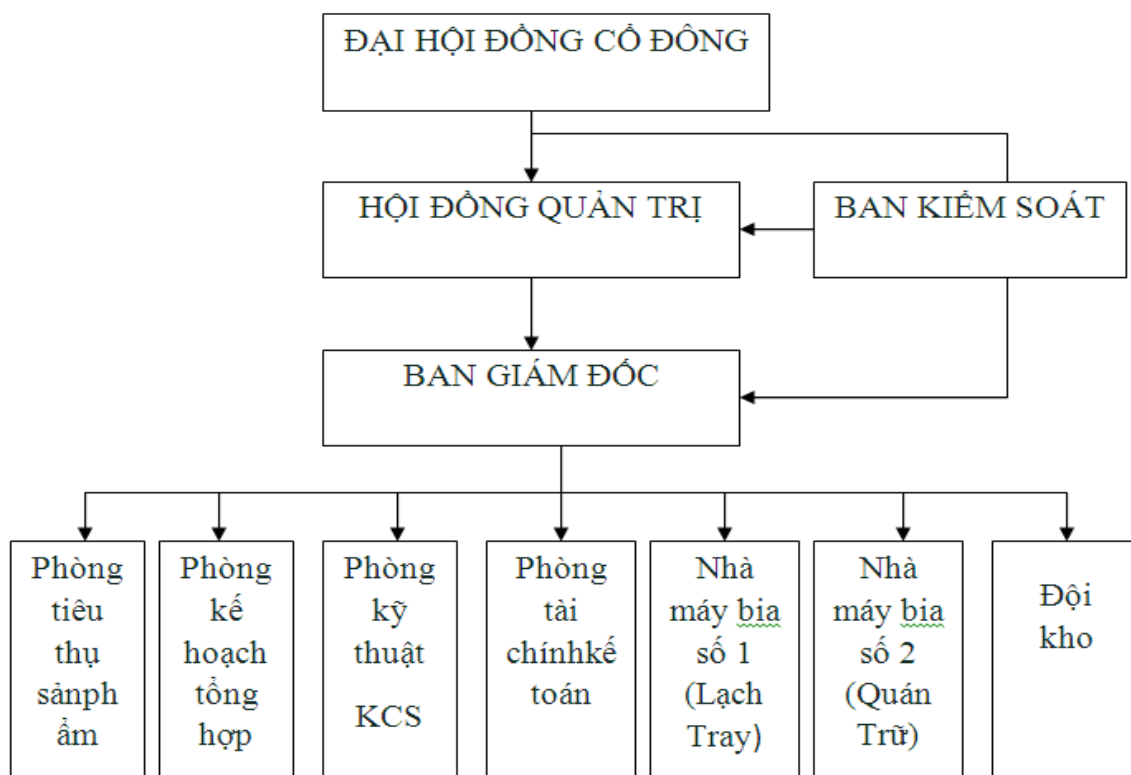 ĐẠI HỘI ĐỒNG CỔ ĐÔNG
HỘI ĐỒNG QUẢN TRỊ
BAN KIỂM SOÁT
BAN GIÁM ĐỐC
Phòng
tiêu
thụ
sảnph
ẩm
Phòng
kế
hoạch
tổng
hợp
Phòng
kỹ
thuật
KCS
Phòng
tài
chínhkế
toán
Nhà
máy bia
số 1
(Lạch
Tray)
Nhà
máy bia
số 2
(Quán
Trữ)
Đội
kho